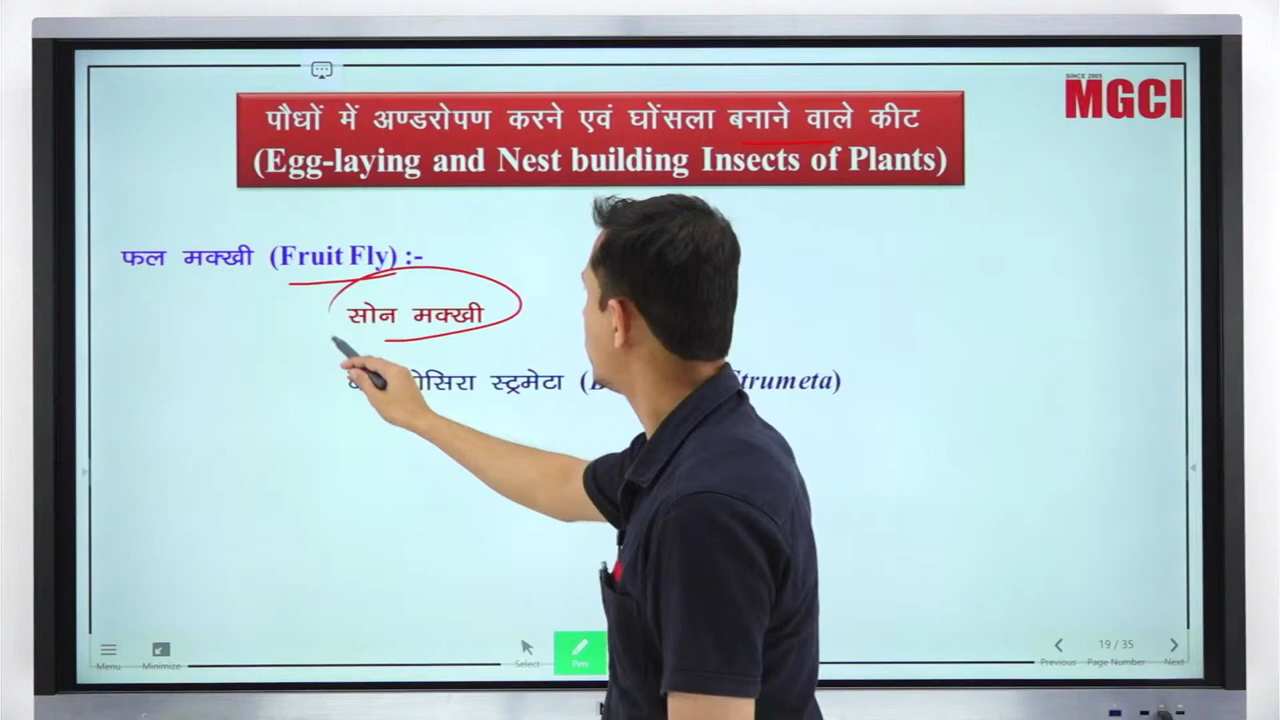 SINCE 2005
MGCI
पौधों में अण्डरोपण करने एवं घोंसला बनाने वाले कीट
(Egg-laying and Nest building Insects of Plants)
फल मक्खी (Fruit Fly) :-
सोन मक्खी
स्ट्रमेटा Strumeta)
Menu
Minimize
Select
Pen
19 / 35
Previous
Page Number
Next